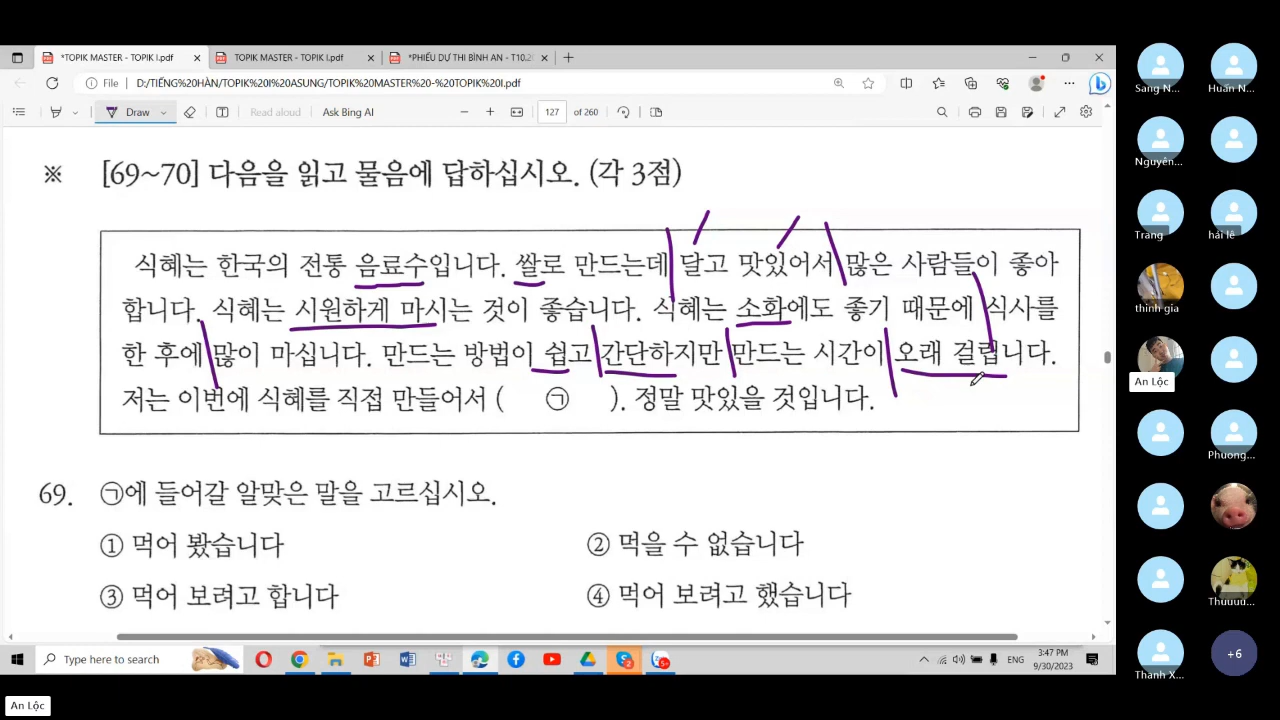 *TOPIK MASTER - TOPIK I.pdf
TOPIK MASTER - TOPIK I.pdf
*PHIẾU DỰ THI BÌNH AN - T10.2
File
D:/TIẾNG%20HÀN/TOPIK%20I%20ASUNG/TOPIK%20MASTER%20-%20TOPIK%20I.pdf
Draw
Read aloud
Ask Bing AI
127
of 260
※ [69~70] 다음을 읽고 물음에 답하십시오. (각 3점)
식혜는 한국의 전통 음료수입니다. 쌀로 만드는데 달고 맛있어서 많은 사람들이 좋아
합니다. 식혜는 시원하게 마시는 것이 좋습니다. 식혜는 소화에도 좋기 때문에 식사를
한 후에 많이 마십니다. 만드는 방법이 쉽고 간단하지만 만드는 시간이 오래 걸립니다.
저는 이번에 식혜를 직접 만들어서 ( ㉠ ). 정말 맛있을 것입니다.
69. ㉠에 들어갈 알맞은 말을 고르십시오.
① 먹어 봤습니다
② 먹을 수 없습니다
③ 먹어 보려고 합니다
④ 먹어 보려고 했습니다
Type here to search
ENG
3:47 PM
9/30/2023
Sang N...
Huấn N...
Nguyễn...
Trang
hải lê
thịnh gia
An Lộc
Phuong...
Thuuuu...
Thanh X...
+6
An Lộc